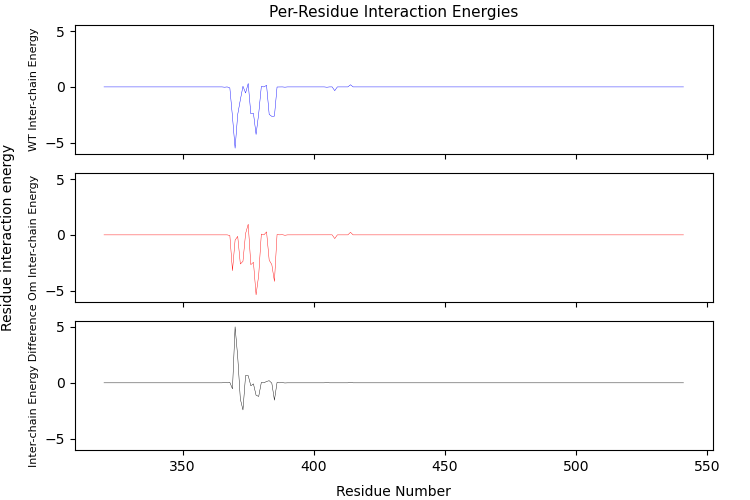 Per-Residue Interaction Energies
Residue interaction energy
WT Inter-chain Energy
5
0
−5
Om Inter-chain Energy
5
0
−5
Inter-chain Energy Difference
5
0
−5
350
400
450
500
550
Residue Number